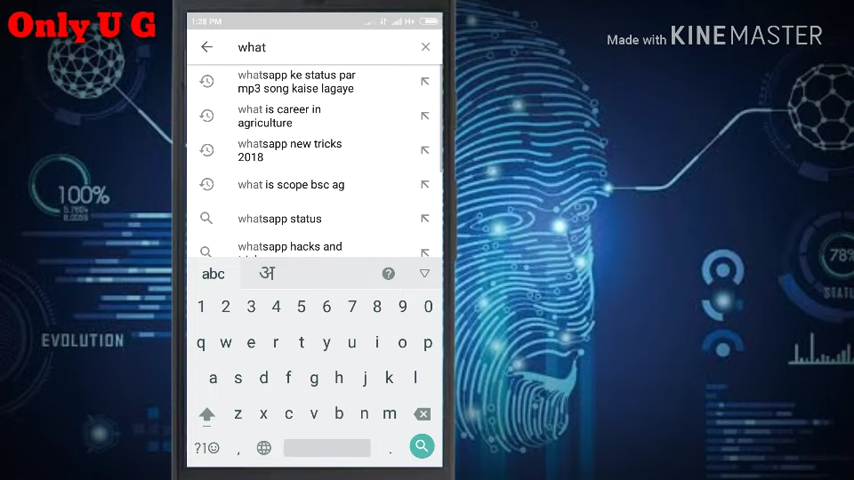 Only U G
Made with KINEMASTER
1:28 PM
H+
what
whatsapp ke status par
mp3 song kaise lagaye
what is career in
agriculture
whatsapp new tricks
2018
what is scope bsc ag
whatsapp status
whatsapp hacks and
abc अ ?
1 2 3 4 5 6 7 8 9 0
q w e r t y u i o p
a s d f g h j k l
z x c v b n m
?1☺ , .
100%
EVOLUTION
78%